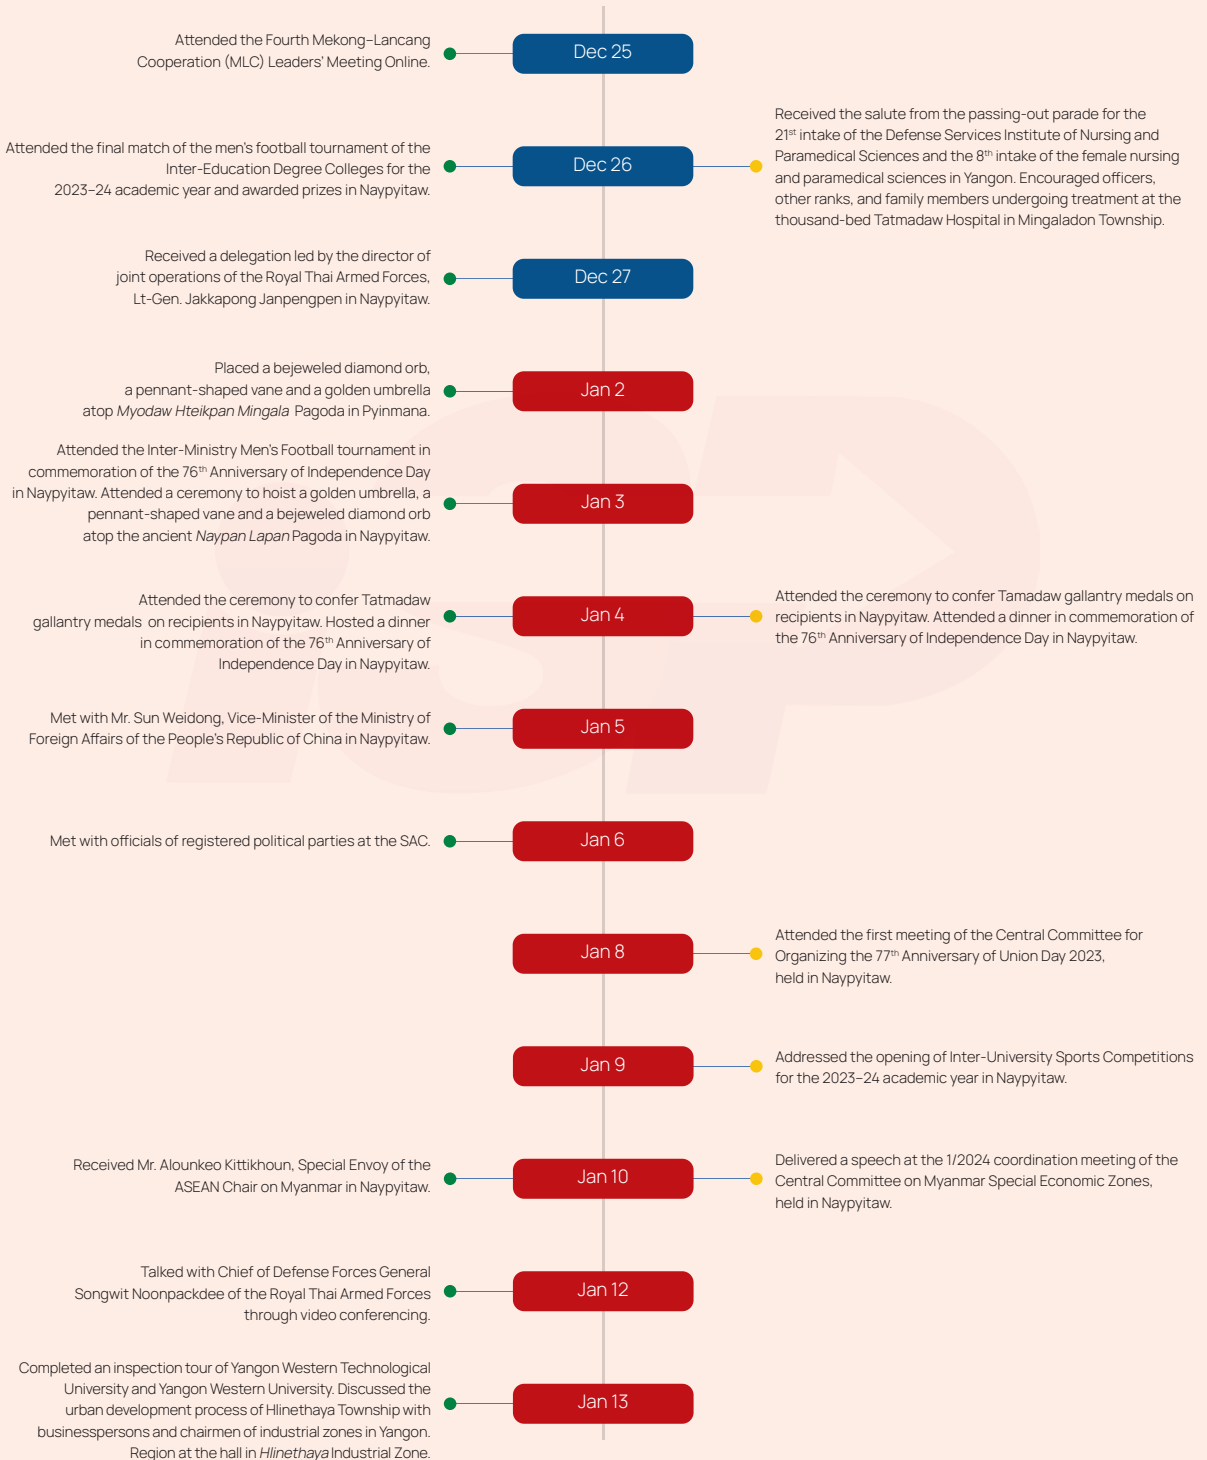 Attended the Fourth Mekong–Lancang
Cooperation (MLC) Leaders' Meeting Online.
Dec 25
Attended the final match of the men's football tournament of the
Inter-Education Degree Colleges for the
2023–24 academic year and awarded prizes in Naypyitaw.
Dec 26
Received the salute from the passing-out parade for the
21st intake of the Defense Services Institute of Nursing and
Paramedical Sciences and the 8th intake of the female nursing
and paramedical sciences in Yangon. Encouraged officers,
other ranks, and family members undergoing treatment at the
thousand-bed Tatmadaw Hospital in Mingaladon Township.
Received a delegation led by the director of
joint operations of the Royal Thai Armed Forces,
Lt-Gen. Jakkapong Janpengpen in Naypyitaw.
Dec 27
Placed a bejeweled diamond orb,
a pennant-shaped vane and a golden umbrella
atop Myodaw Hteikpan Mingala Pagoda in Pyinmana.
Jan 2
Attended the Inter-Ministry Men's Football tournament in
commemoration of the 76th Anniversary of Independence Day
in Naypyitaw. Attended a ceremony to hoist a golden umbrella, a
pennant-shaped vane and a bejeweled diamond orb
atop the ancient Naypan Lapan Pagoda in Naypyitaw.
Jan 3
Attended the ceremony to confer Tatmadaw
gallantry medals on recipients in Naypyitaw. Hosted a dinner
in commemoration of the 76th Anniversary of
Independence Day in Naypyitaw.
Jan 4
Attended the ceremony to confer Tamadaw gallantry medals on
recipients in Naypyitaw. Attended a dinner in commemoration of
the 76th Anniversary of Independence Day in Naypyitaw.
Met with Mr. Sun Weidong, Vice-Minister of the Ministry of
Foreign Affairs of the People's Republic of China in Naypyitaw.
Jan 5
Met with officials of registered political parties at the SAC.
Jan 6
Jan 8
Attended the first meeting of the Central Committee for
Organizing the 77th Anniversary of Union Day 2023,
held in Naypyitaw.
Jan 9
Addressed the opening of Inter-University Sports Competitions
for the 2023–24 academic year in Naypyitaw.
Received Mr. Alounkeo Kittikhoun, Special Envoy of the
ASEAN Chair on Myanmar in Naypyitaw.
Jan 10
Delivered a speech at the 1/2024 coordination meeting of the
Central Committee on Myanmar Special Economic Zones,
held in Naypyitaw.
Talked with Chief of Defense Forces General
Songwit Noonpackdee of the Royal Thai Armed Forces
through video conferencing.
Jan 12
Completed an inspection tour of Yangon Western Technological
University and Yangon Western University. Discussed the
urban development process of Hlinethaya Township with
businesspersons and chairmen of industrial zones in Yangon.
Region at the hall in Hlinethaya Industrial Zone.
Jan 13
iSP